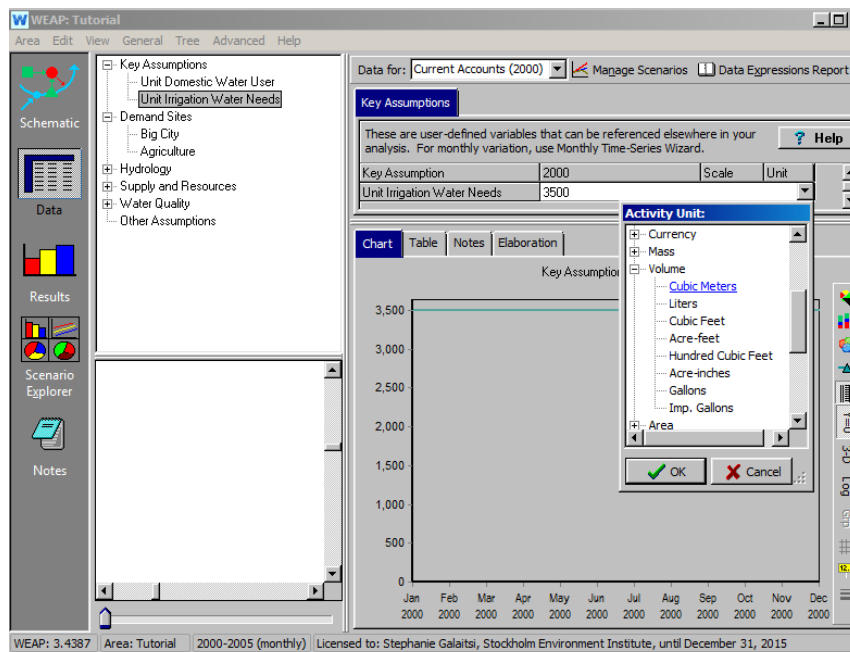 WEAP: Tutorial
Area Edit View General Tree Advanced Help
Schematic
Data
Results
Scenario
Explorer
Notes
Key Assumptions
Unit Domestic Water User
Unit Irrigation Water Needs
Demand Sites
Big City
Agriculture
Hydrology
Supply and Resources
Water Quality
Other Assumptions
Data for: Current Accounts (2000) Manage Scenarios Data Expressions Report
Key Assumptions
These are user-defined variables that can be referenced elsewhere in your
analysis. For monthly variation, use Monthly Time-Series Wizard.
? Help
Key Assumption 2000 Scale Unit
Unit Irrigation Water Needs 3500
Activity Unit:
Currency
Mass
Volume
Cubic Meters
Liters
Cubic Feet
Acre-feet
Hundred Cubic Feet
Acre-inches
Gallons
Imp. Gallons
Area
OK Cancel
Chart Table Notes Elaboration
Key Assumption
3,500
3,000
2,500
2,000
1,500
1,000
500
0
Jan Feb Mar Apr May Jun Jul Aug Sep Oct Nov Dec
2000 2000 2000 2000 2000 2000 2000 2000 2000 2000 2000 2000
3-D
Log
12.
WEAP: 3.4387 Area: Tutorial 2000-2005 (monthly) Licensed to: Stephanie Galaitsi, Stockholm Environment Institute, until December 31, 2015